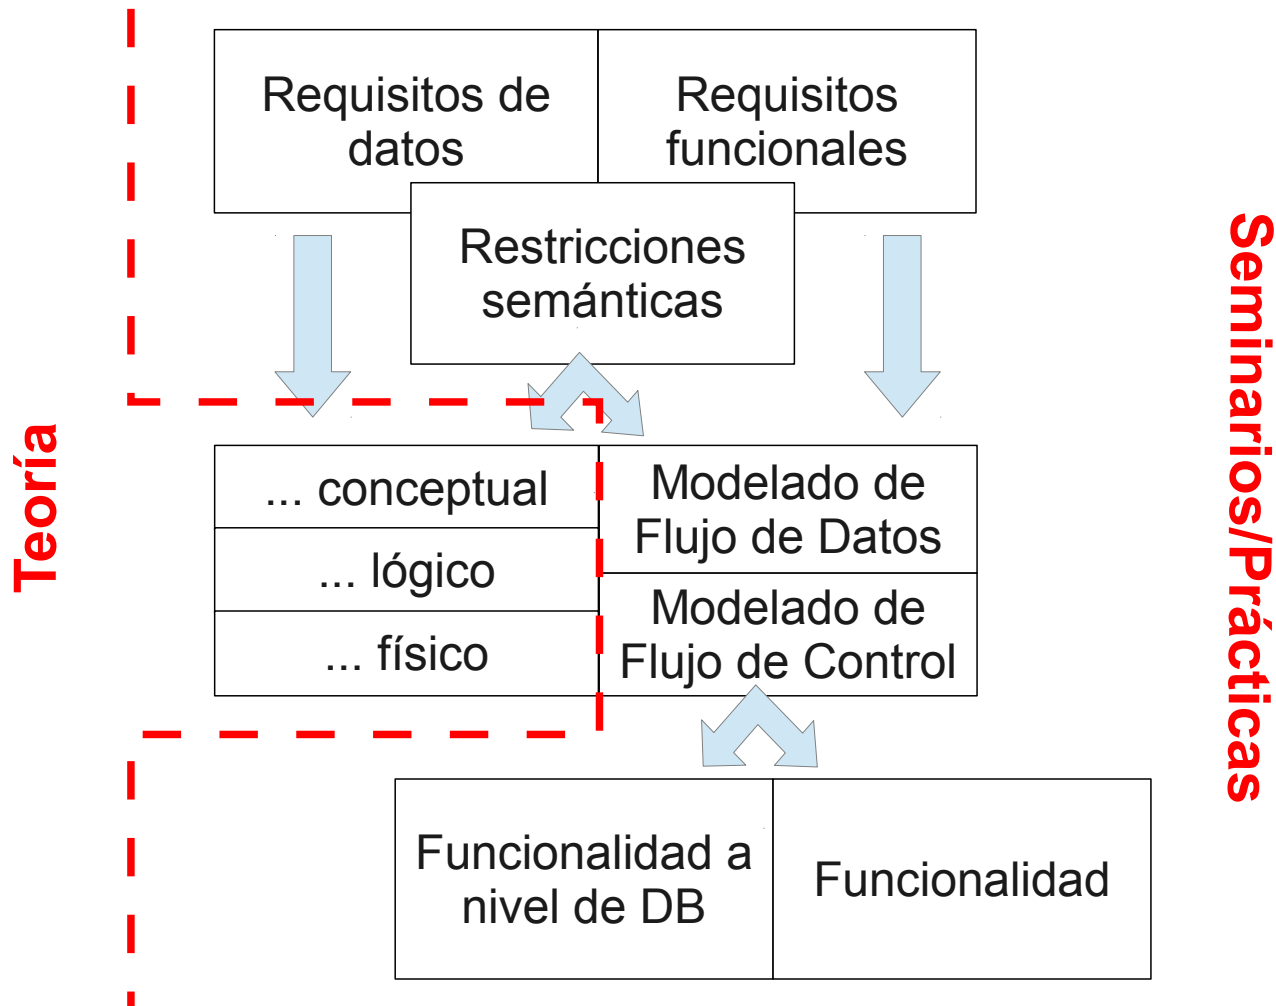 Requisitos de
datos
Requisitos
funcionales
Restricciones
semánticas
Teoría
Seminarios/Prácticas
... conceptual
... lógico
... físico
Modelado de
Flujo de Datos
Modelado de
Flujo de Control
Funcionalidad a
nivel de DB
Funcionalidad